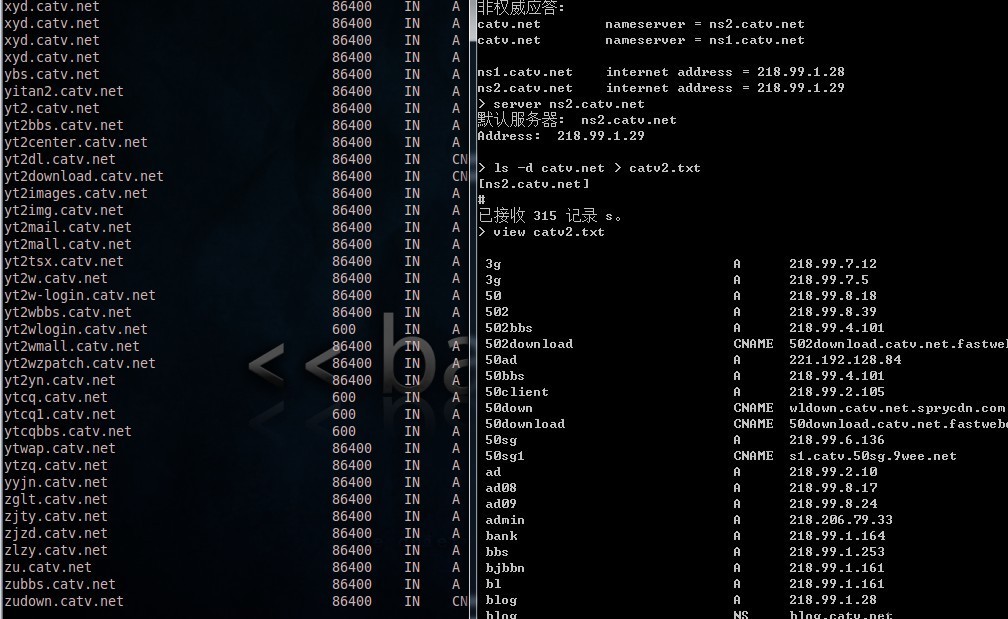 xyd.catv.net 86400 IN A
xyd.catv.net 86400 IN A
xyd.catv.net 86400 IN A
xyd.catv.net 86400 IN A
ybs.catv.net 86400 IN A
yitan2.catv.net 86400 IN A
yt2.catv.net 86400 IN A
yt2bbs.catv.net 86400 IN A
yt2center.catv.net 86400 IN A
yt2dl.catv.net 86400 IN CN
yt2download.catv.net 86400 IN CN
yt2images.catv.net 86400 IN A
yt2img.catv.net 86400 IN A
yt2mail.catv.net 86400 IN A
yt2mall.catv.net 86400 IN A
yt2tsx.catv.net 86400 IN A
yt2w.catv.net 86400 IN A
yt2w-login.catv.net 86400 IN A
yt2wbbs.catv.net 86400 IN A
yt2wlogin.catv.net 600 IN A
yt2wmall.catv.net 86400 IN A
yt2wzpatch.catv.net 86400 IN A
yt2yn.catv.net 86400 IN A
ytcq.catv.net 600 IN A
ytcq1.catv.net 600 IN A
ytcqbbs.catv.net 600 IN A
ytwap.catv.net 86400 IN A
ytzq.catv.net 86400 IN A
yyjn.catv.net 86400 IN A
zglt.catv.net 86400 IN A
zjty.catv.net 86400 IN A
zjzd.catv.net 86400 IN A
zlzy.catv.net 86400 IN A
zu.catv.net 86400 IN A
zubbs.catv.net 86400 IN A
zudown.catv.net 86400 IN CN
<< ba
非权威应答:
catv.net nameserver = ns2.catv.net
catv.net nameserver = ns1.catv.net
ns1.catv.net internet address = 218.99.1.28
ns2.catv.net internet address = 218.99.1.29
> server ns2.catv.net
默认服务器: ns2.catv.net
Address: 218.99.1.29
> ls -d catv.net > catv2.txt
[ns2.catv.net]
#
已接收 315 记录 s。
> view catv2.txt
3g A 218.99.7.12
3g A 218.99.7.5
50 A 218.99.8.18
502 A 218.99.8.39
502bbs A 218.99.4.101
502download CNAME 502download.catv.net.fastwe
50ad A 221.192.128.84
50bbs A 218.99.4.101
50client A 218.99.2.105
50down CNAME wldown.catv.net.sprycdn.com
50download CNAME 50download.catv.net.fastweb
50sg A 218.99.6.136
50sg1 CNAME s1.catv.50sg.9wee.net
ad A 218.99.2.10
ad08 A 218.99.8.17
ad09 A 218.99.8.24
admin A 218.206.79.33
bank A 218.99.1.164
bbs A 218.99.1.253
bjbbn A 218.99.1.161
bl A 218.99.1.161
blog A 218.99.1.28
blog NS blog.catv.net